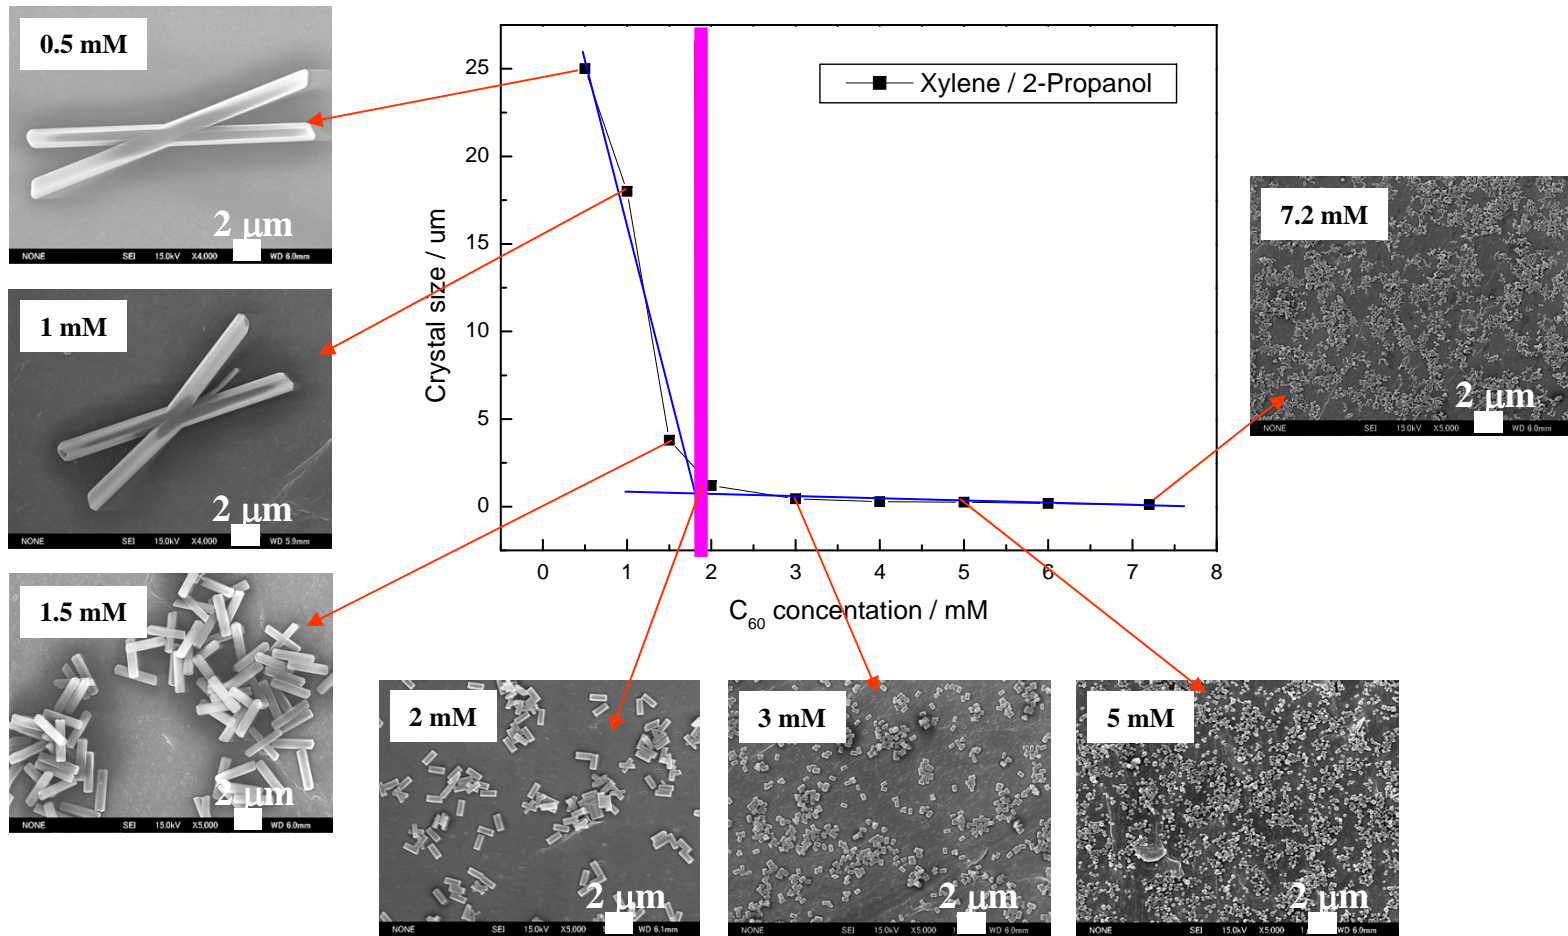 0.5 mM
2 μm
NONE SEI 15.0kV X4,000 WD 6.0mm
1 mM
2 μm
NONE SEI 15.0kV X4,000 WD 5.9mm
1.5 mM
2 μm
NONE SEI 15.0kV X5,000 WD 6.0mm
Xylene / 2-Propanol
Crystal size / um
25
20
15
10
5
0
0 1 2 3 4 5 6 7 8
C60 concentation / mM
7.2 mM
2 μm
NONE SEI 15.0kV X5,000 WD 6.0mm
2 mM
2 μm
NONE SEI 15.0kV X5,000 WD 6.1mm
3 mM
2 μm
NONE SEI 15.0kV X5,000 WD 6.0mm
5 mM
2 μm
NONE SEI 15.0kV X5,000 WD 6.0mm